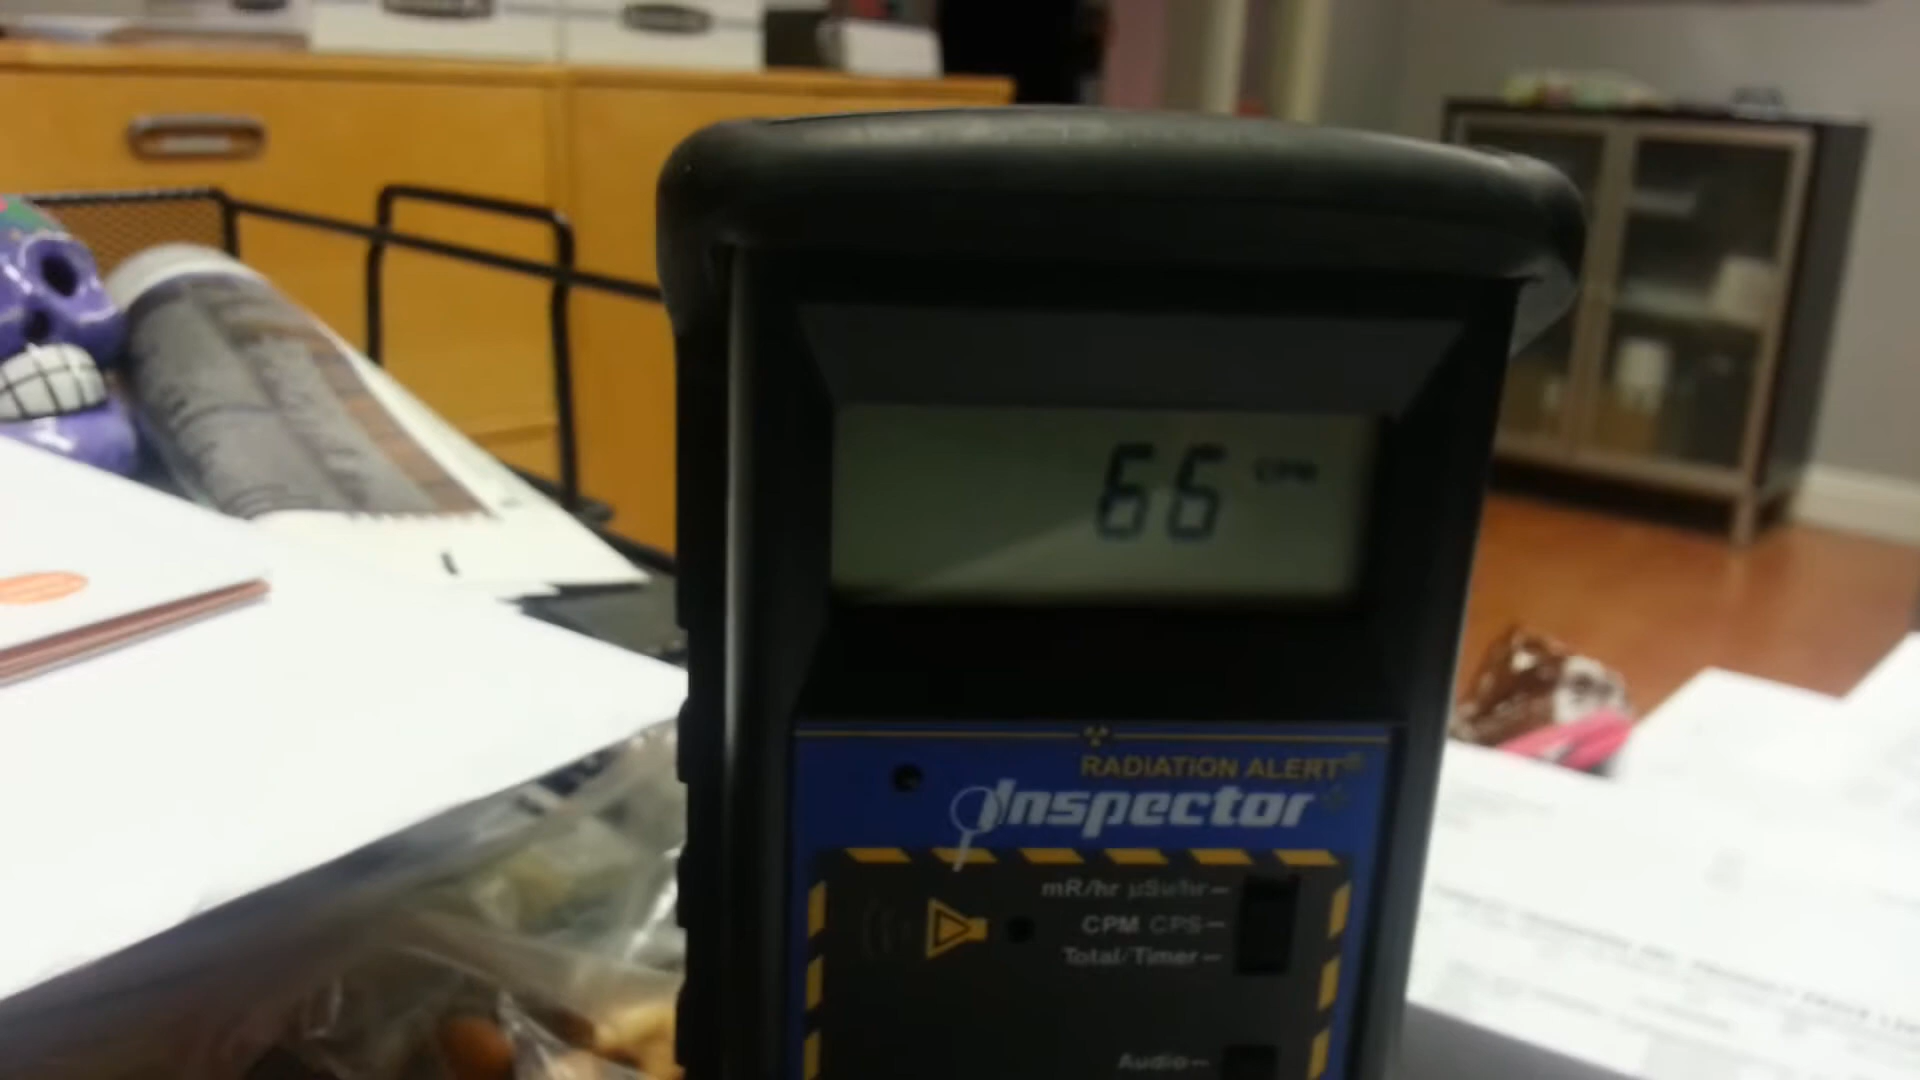 66 CPM
RADIATION ALERT®
Inspector
mR/hr µSv/hr
CPM CPS
Total/Timer
Audio